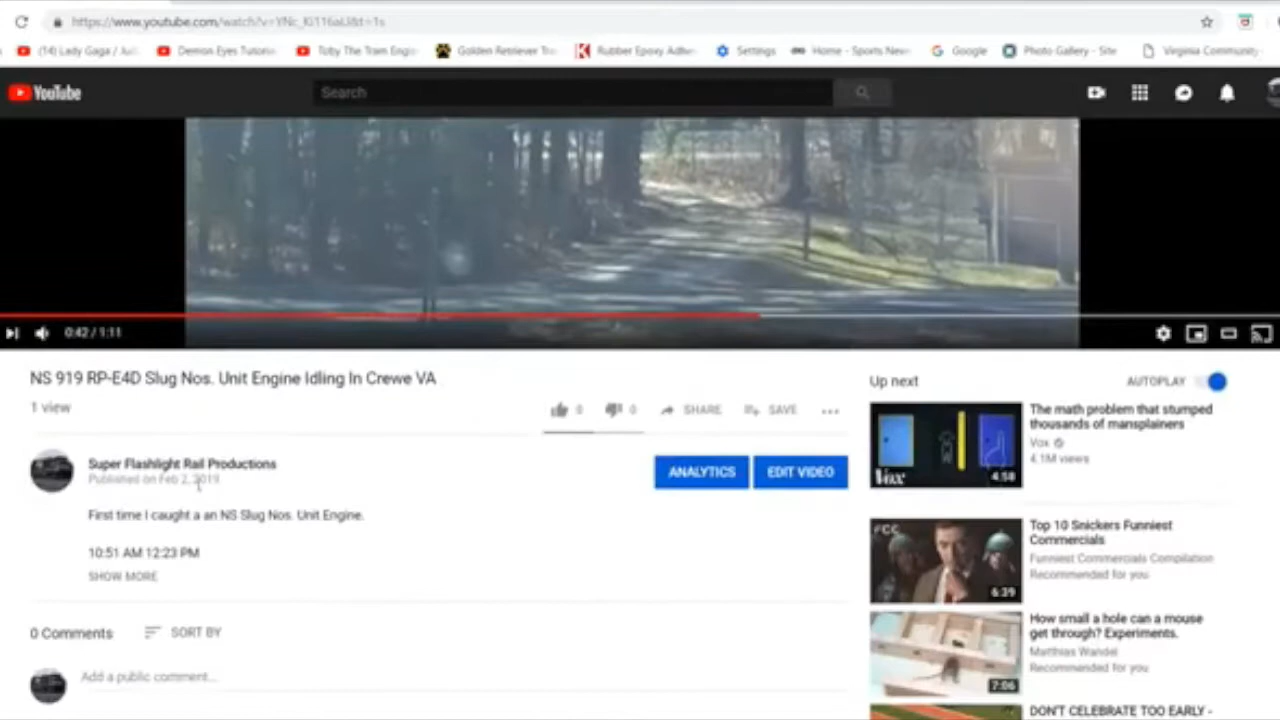 https://www.youtube.com/watch?v=
(14) Lady Gaga /
Demon Eyes Tutoria
Toby The Tram Engi
Golden Retriever Tra
Rubber Epoxy Adhe
Settings
Home - Sports New
Google
Photo Gallery - Site
Virginia Community
YouTube
Search
0:42 / 1:11
NS 919 RP-E4D Slug Nos. Unit Engine Idling In Crewe VA
1 view
0
0
SHARE
SAVE
Super Flashlight Rail Productions
Published on Feb 2, 2019
ANALYTICS
EDIT VIDEO
First time I caught a an NS Slug Nos. Unit Engine.
10:51 AM 12:23 PM
SHOW MORE
0 Comments
SORT BY
Add a public comment...
Up next
AUTOPLAY
The math problem that stumped
thousands of mansplainers
Vox
4.1M views
Vox
4:58
Top 10 Snickers Funniest
Commercials
Funniest Commercials Compilation
Recommended for you
6:39
How small a hole can a mouse
get through? Experiments.
Matthias Wandel
Recommended for you
7:06
DON'T CELEBRATE TOO EARLY -